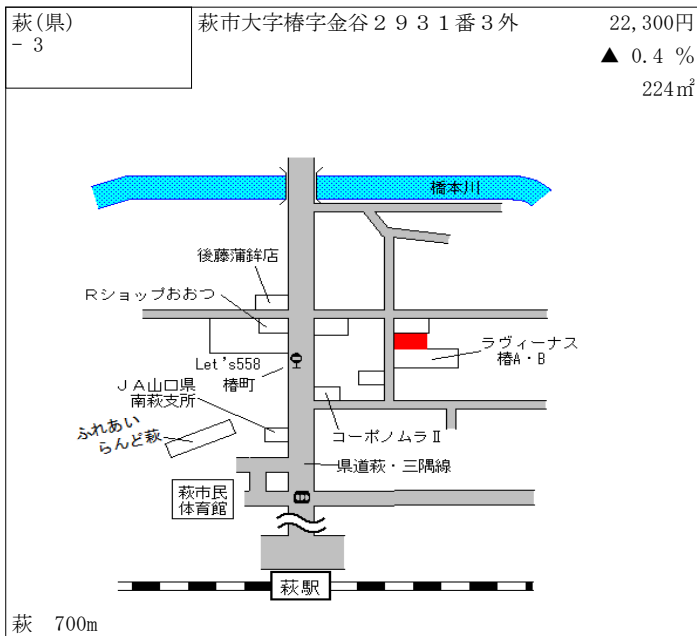 萩(県)
- 3
萩市大字椿字金谷２９３１番３外
22,300円
▲ 0.4 %
224㎡
橋本川
後藤蒲鉾店
Ｒショップおおつ
Let's558
椿町
ラヴィーナス
椿A・B
ＪＡ山口県
南萩支所
ふれあい
らんど萩
コーポノムラⅡ
県道萩・三隅線
萩市民
体育館
萩駅
萩　700m